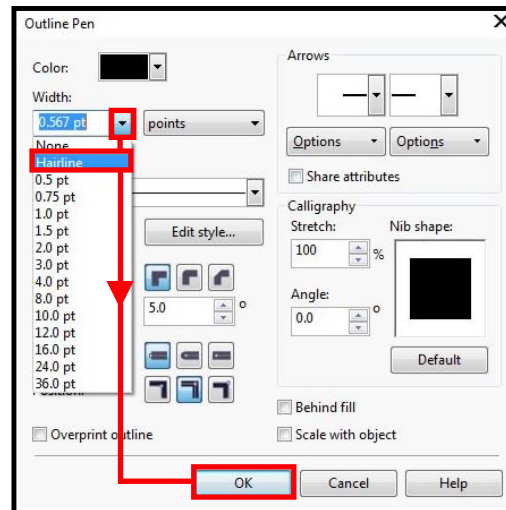 Outline Pen
Color:
Width:
0.567 pt
points
None
Hairline
0.5 pt
0.75 pt
1.0 pt
1.5 pt
2.0 pt
3.0 pt
4.0 pt
8.0 pt
10.0 pt
12.0 pt
16.0 pt
24.0 pt
36.0 pt
Edit style...
5.0 °
Position:
Overprint outline
Arrows
Options
Options
Share attributes
Calligraphy
Stretch:
Nib shape:
100 %
Angle:
0.0 °
Default
Behind fill
Scale with object
OK
Cancel
Help